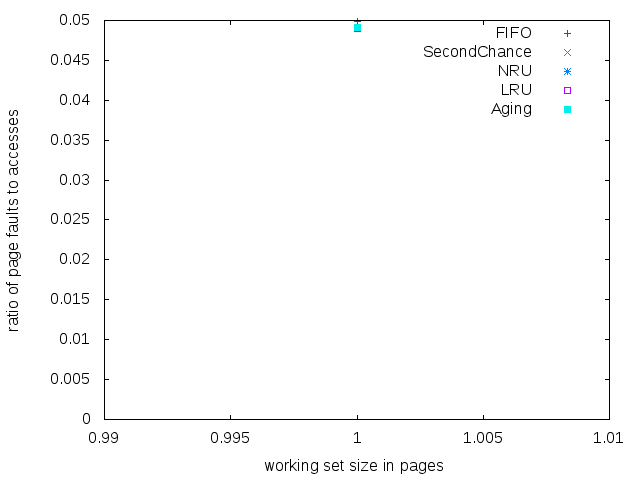 0.05
0.045
0.04
0.035
0.03
0.025
0.02
0.015
0.01
0.005
0
0.99 0.995 1 1.005 1.01
ratio of page faults to accesses
working set size in pages
FIFO
SecondChance
NRU
LRU
Aging